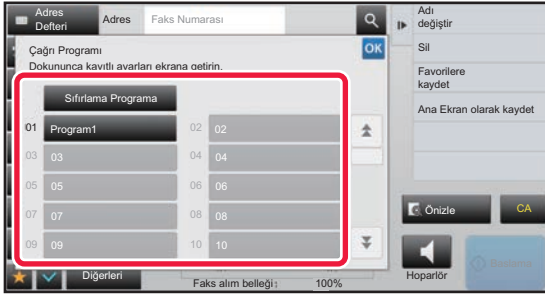 Adres
Defteri
Adres
Faks Numarası
Adı
değiştir
Sil
Favorilere
kaydet
Ana Ekran olarak kaydet
Çağrı Programı
OK
Dokununca kayıtlı ayarları ekrana getirin.
Sıfırlama Programa
01 Program1
02 02
03 03
04 04
05 05
06 06
07 07
08 08
09 09
10 10
Önizle
CA
Diğerleri
Faks alım belleği: 100%
Hoparlör